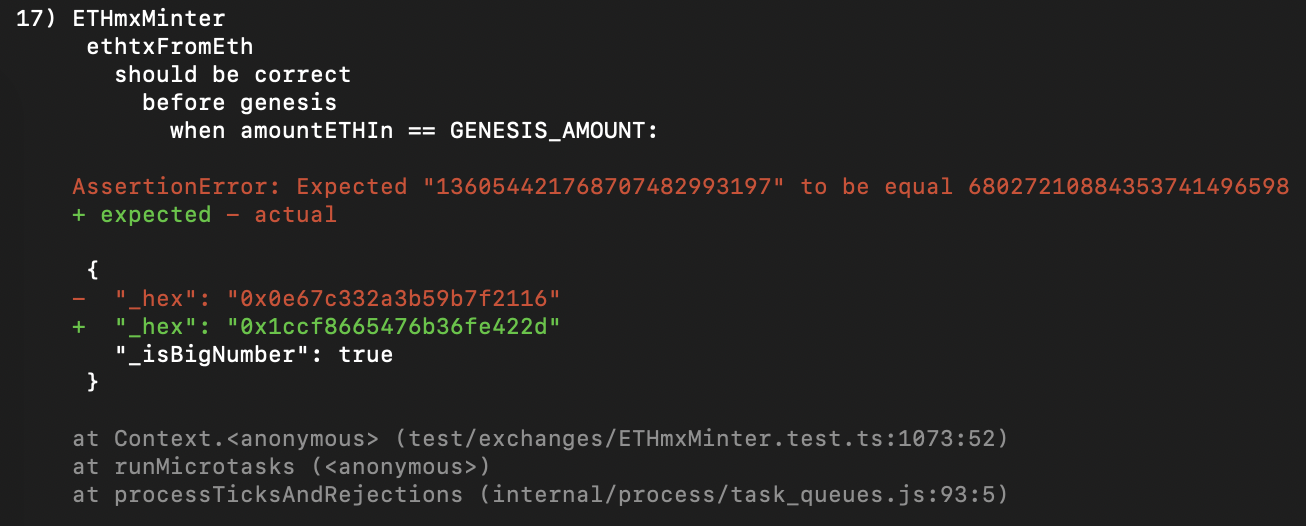 17) ETHmxMinter
ethtxFromEth
should be correct
before genesis
when amountETHIn == GENESIS_AMOUNT:
AssertionError: Expected "136054421768707482993197" to be equal 68027210884353741496598
+ expected - actual
{
- "_hex": "0x0e67c332a3b59b7f2116"
+ "_hex": "0x1ccf8665476b36fe422d"
"_isBigNumber": true
}
at Context.<anonymous> (test/exchanges/ETHmxMinter.test.ts:1073:52)
at runMicrotasks (<anonymous>)
at processTicksAndRejections (internal/process/task_queues.js:93:5)